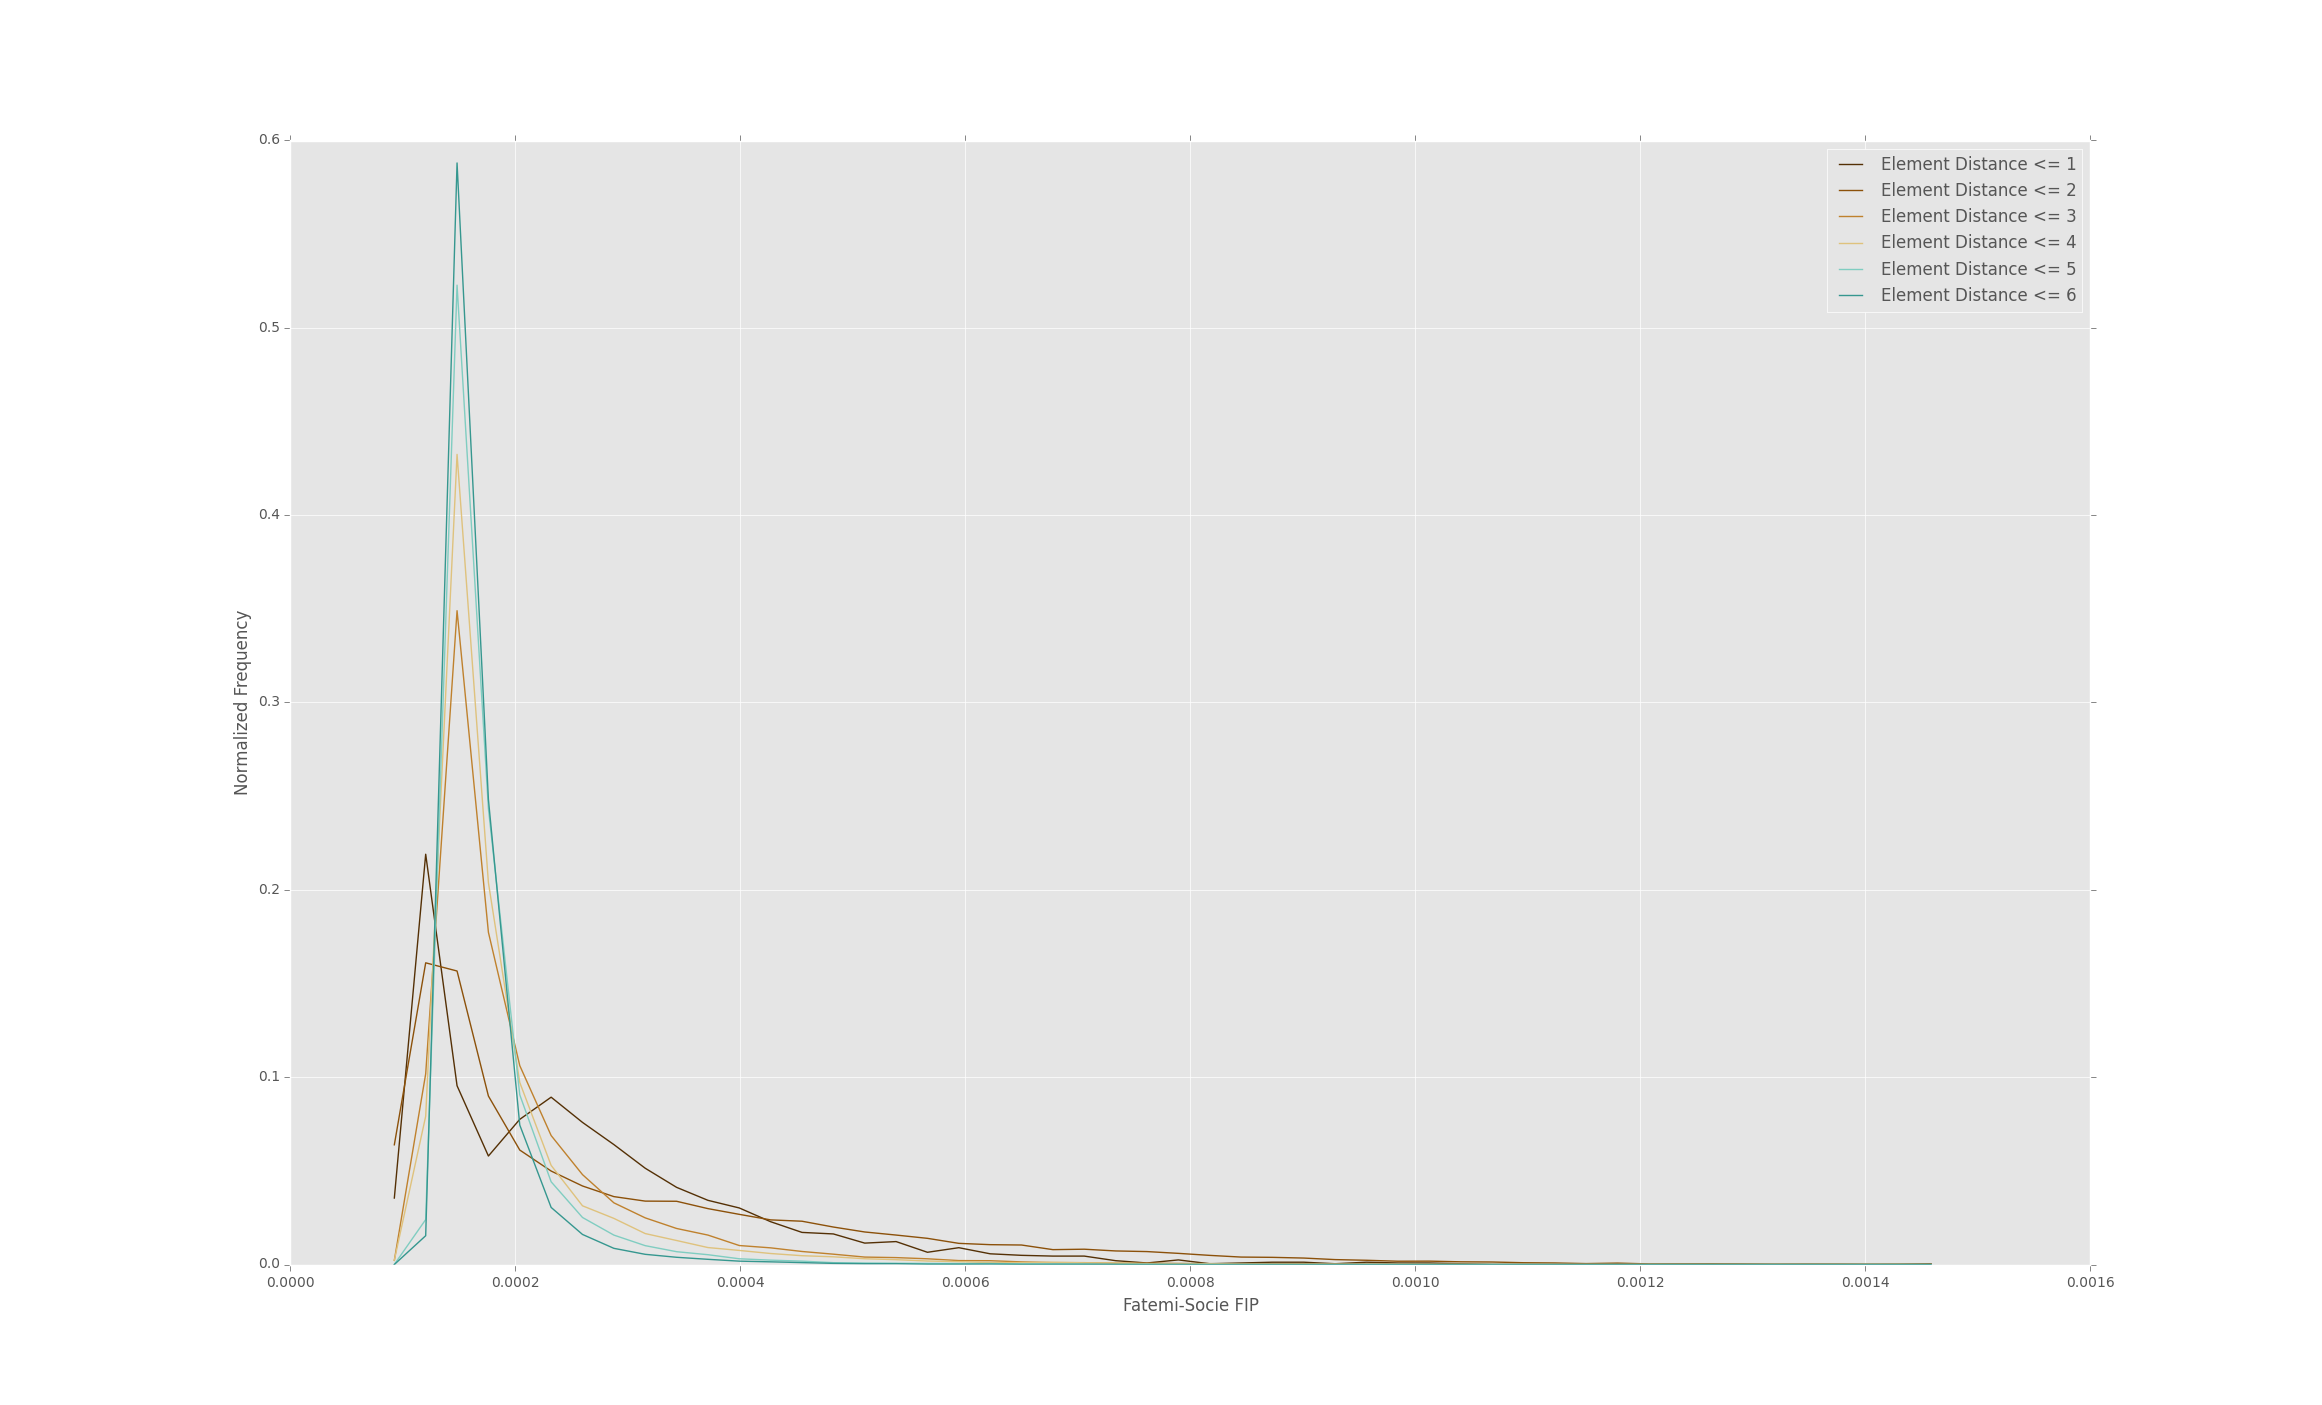 0.6
0.5
0.4
0.3
0.2
0.1
0.0
Normalized Frequency
Element Distance <= 1
Element Distance <= 2
Element Distance <= 3
Element Distance <= 4
Element Distance <= 5
Element Distance <= 6
0.0000 0.0002 0.0004 0.0006 0.0008 0.0010 0.0012 0.0014 0.0016
Fatemi-Socie FIP